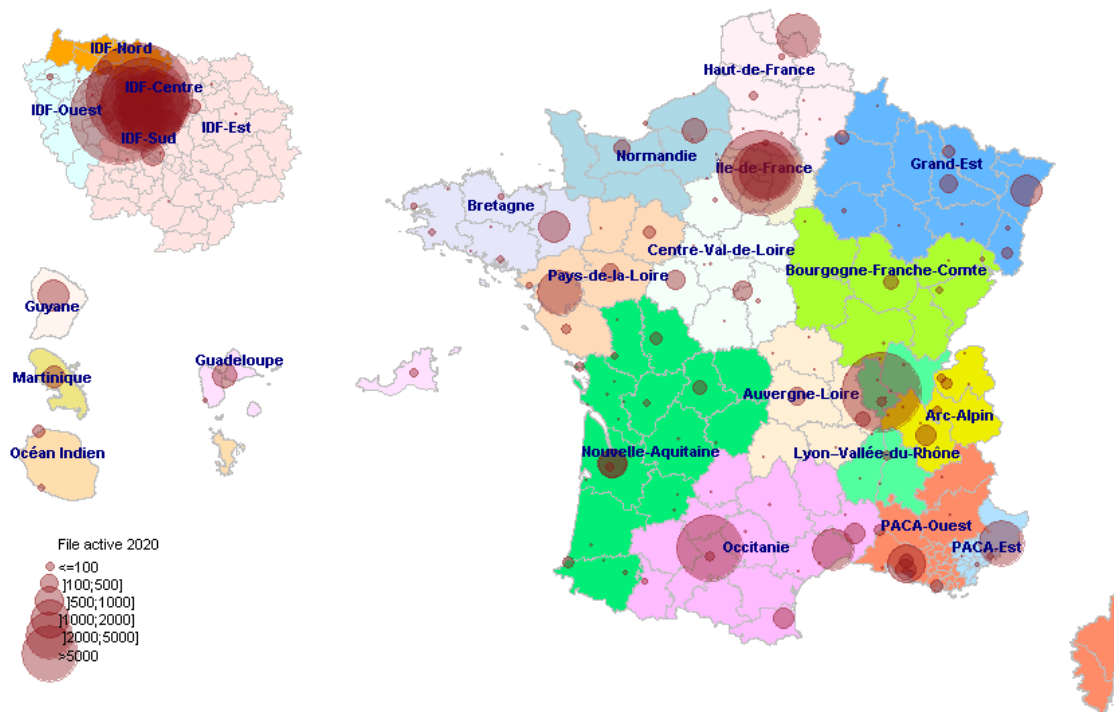 IDF-Nord
IDF-Centre
IDF-Ouest
IDF-Est
IDF-Sud
Haut-de-France
Normandie
Île-de-France
Grand-Est
Bretagne
Centre-Val-de-Loire
Pays-de-la-Loire
Bourgogne-Franche-Comte
Guyane
Guadeloupe
Martinique
Auvergne-Loire
Arc-Alpin
Océan Indien
Nouvelle-Aquitaine
Lyon-Vallée-du-Rhône
PACA-Ouest
Occitanie
PACA-Est
File active 2020
<=100
]100;500]
]500;1000]
]1000;2000]
]2000;5000]
>5000